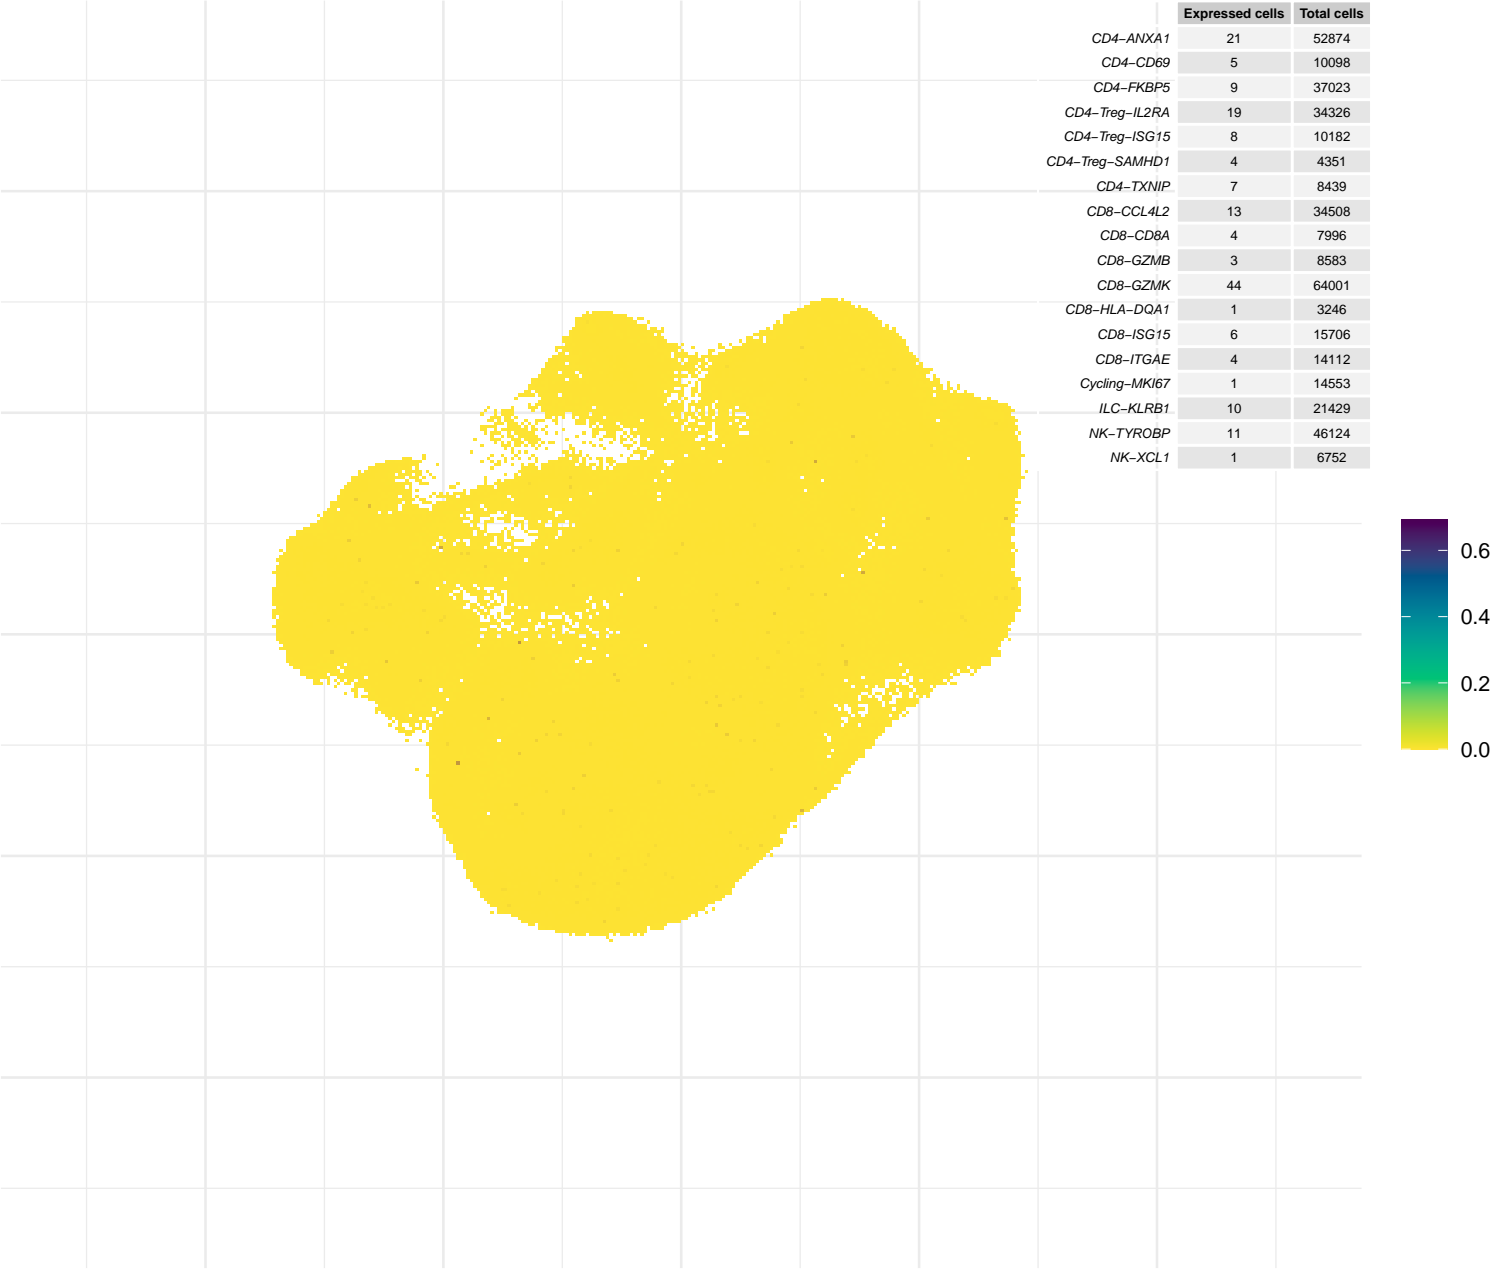 Expressed cells Total cells
CD4−ANXA1 21 52874
CD4−CD69 5 10098
CD4−FKBP5 9 37023
CD4−Treg−IL2RA 19 34326
CD4−Treg−ISG15 8 10182
CD4−Treg−SAMHD1 4 4351
CD4−TXNIP 7 8439
CD8−CCL4L2 13 34508
CD8−CD8A 4 7996
CD8−GZMB 3 8583
CD8−GZMK 44 64001
CD8−HLA−DQA1 1 3246
CD8−ISG15 6 15706
CD8−ITGAE 4 14112
Cycling−MKI67 1 14553
ILC−KLRB1 10 21429
NK−TYROBP 11 46124
NK−XCL1 1 6752
0.6
0.4
0.2
0.0